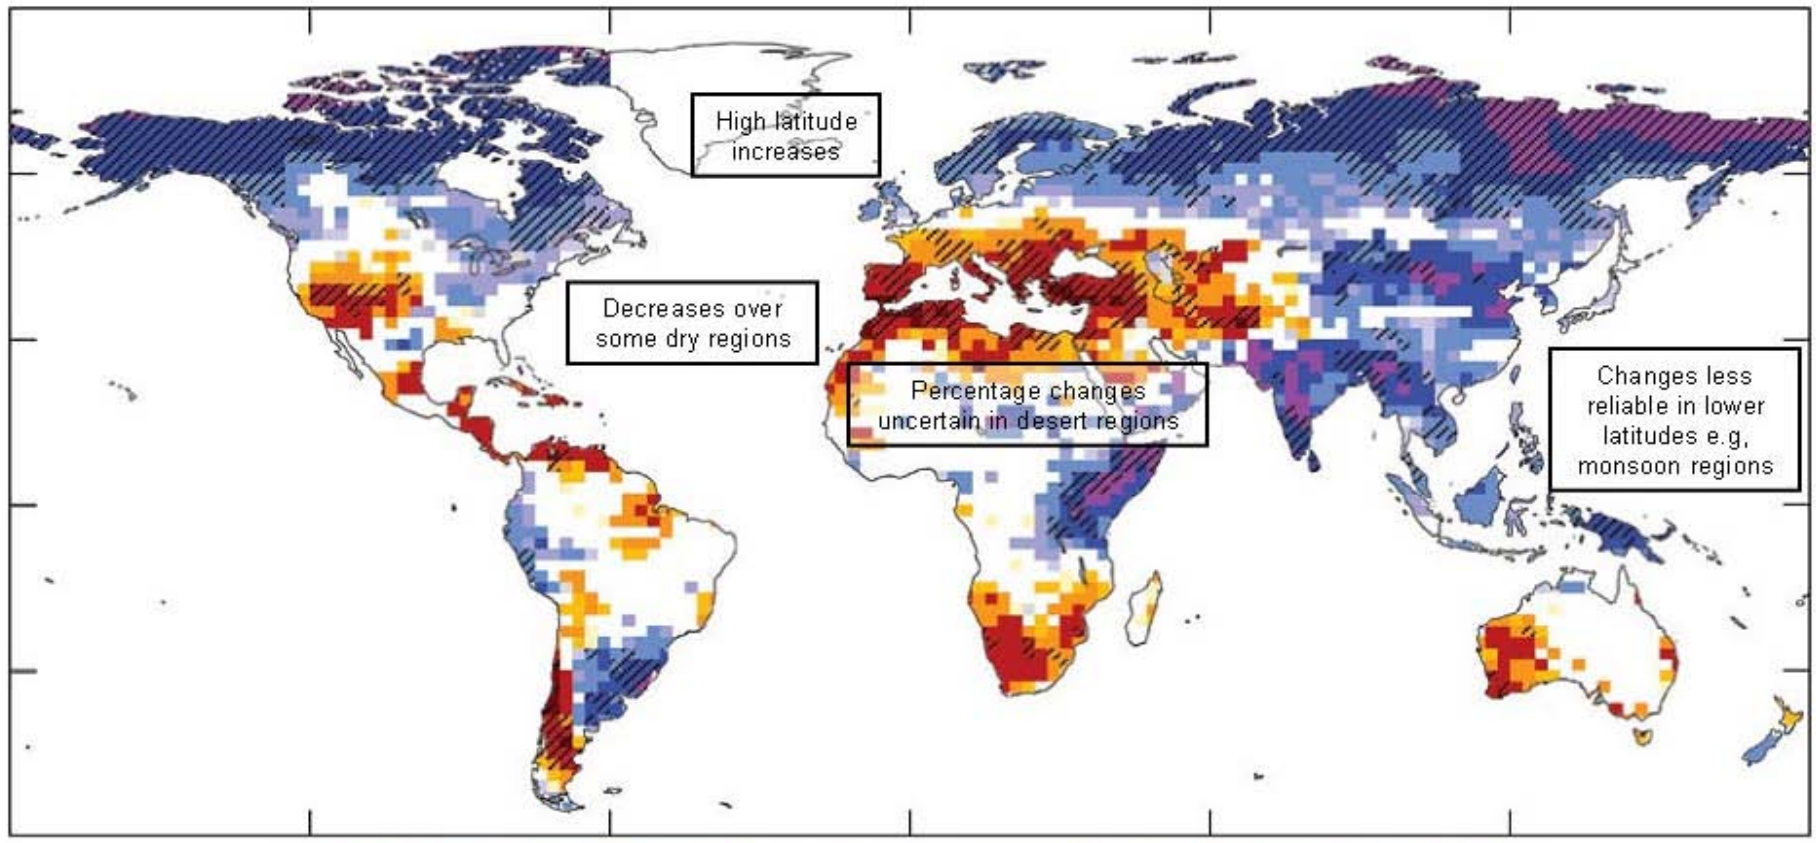 High latitude
increases
Decreases over
some dry regions
Percentage changes
uncertain in desert regions
Changes less
reliable in lower
latitudes e.g,
monsoon regions